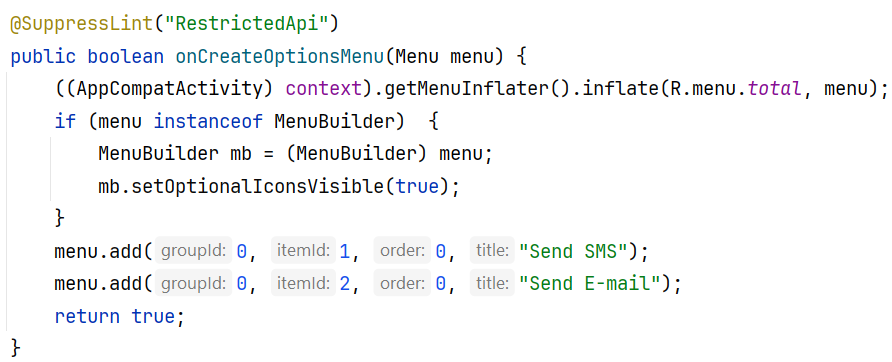 @SuppressLint("RestrictedApi")
public boolean onCreateOptionsMenu(Menu menu) {
    ((AppCompatActivity) context).getMenuInflater().inflate(R.menu.total, menu);
    if (menu instanceof MenuBuilder)  {
        MenuBuilder mb = (MenuBuilder) menu;
        mb.setOptionalIconsVisible(true);
    }
    menu.add( groupId: 0, itemId: 1, order: 0, title: "Send SMS");
    menu.add( groupId: 0, itemId: 2, order: 0, title: "Send E-mail");
    return true;
}